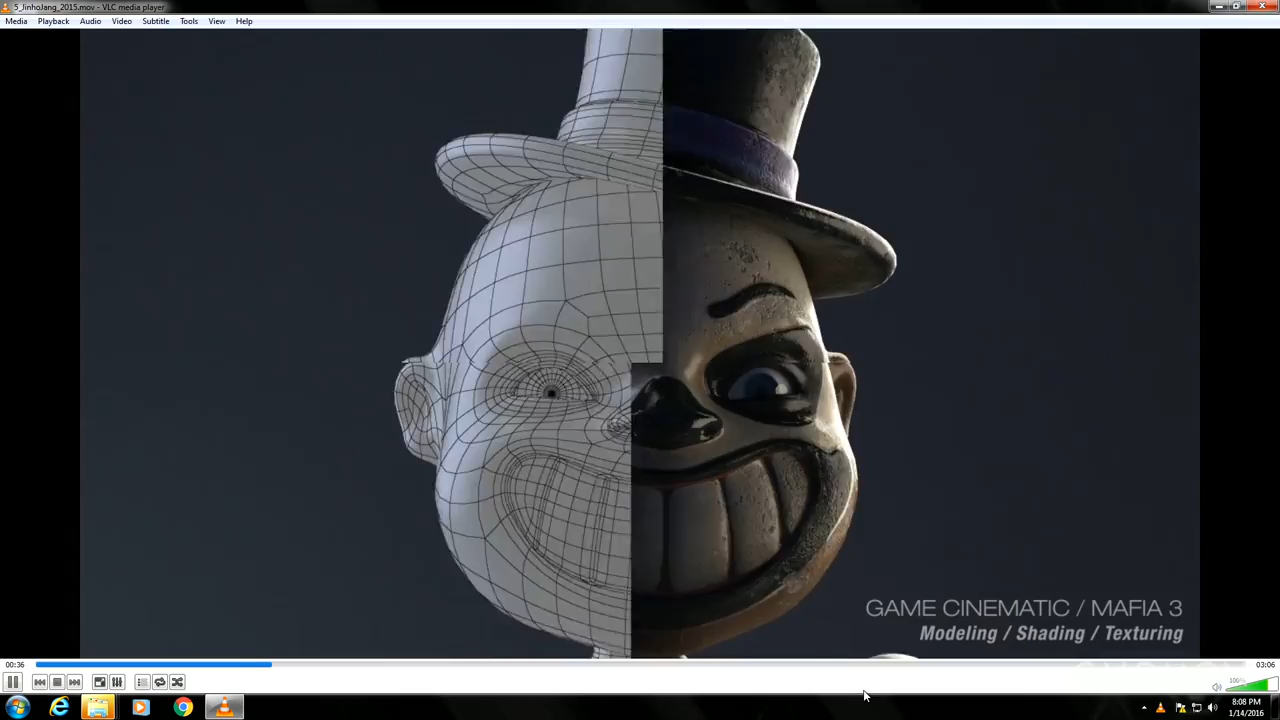 5_JinhoJang_2015.mov - VLC media player
Media Playback Audio Video Subtitle Tools View Help
GAME CINEMATIC / MAFIA 3
Modeling / Shading / Texturing
00:36
03:06
100%
8:08 PM
1/14/2016